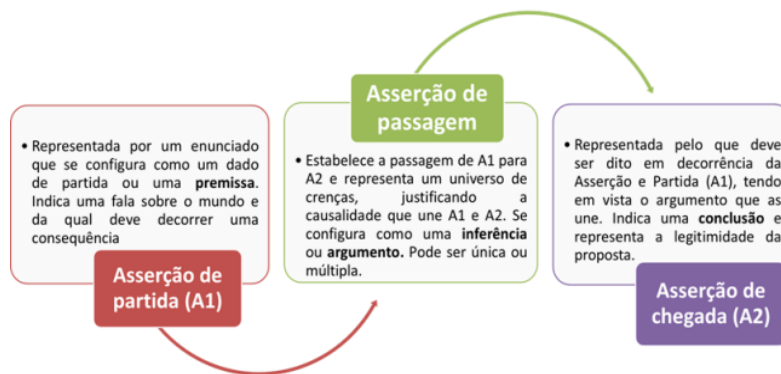 • Representada por um enunciado
que se configura como um dado
de partida ou uma premissa.
Indica uma fala sobre o mundo e
da qual deve decorrer uma
consequência
Asserção de
partida (A1)
Asserção de
passagem
• Estabelece a passagem de A1 para
A2 e representa um universo de
crenças, justificando a
causalidade que une A1 e A2. Se
configura como uma inferência
ou argumento. Pode ser única ou
múltipla.
• Representada pelo que deve
ser dito em decorrência da
Asserção e Partida (A1), tendo
em vista o argumento que as
une. Indica uma conclusão e
representa a legitimidade da
proposta.
Asserção de
chegada (A2)